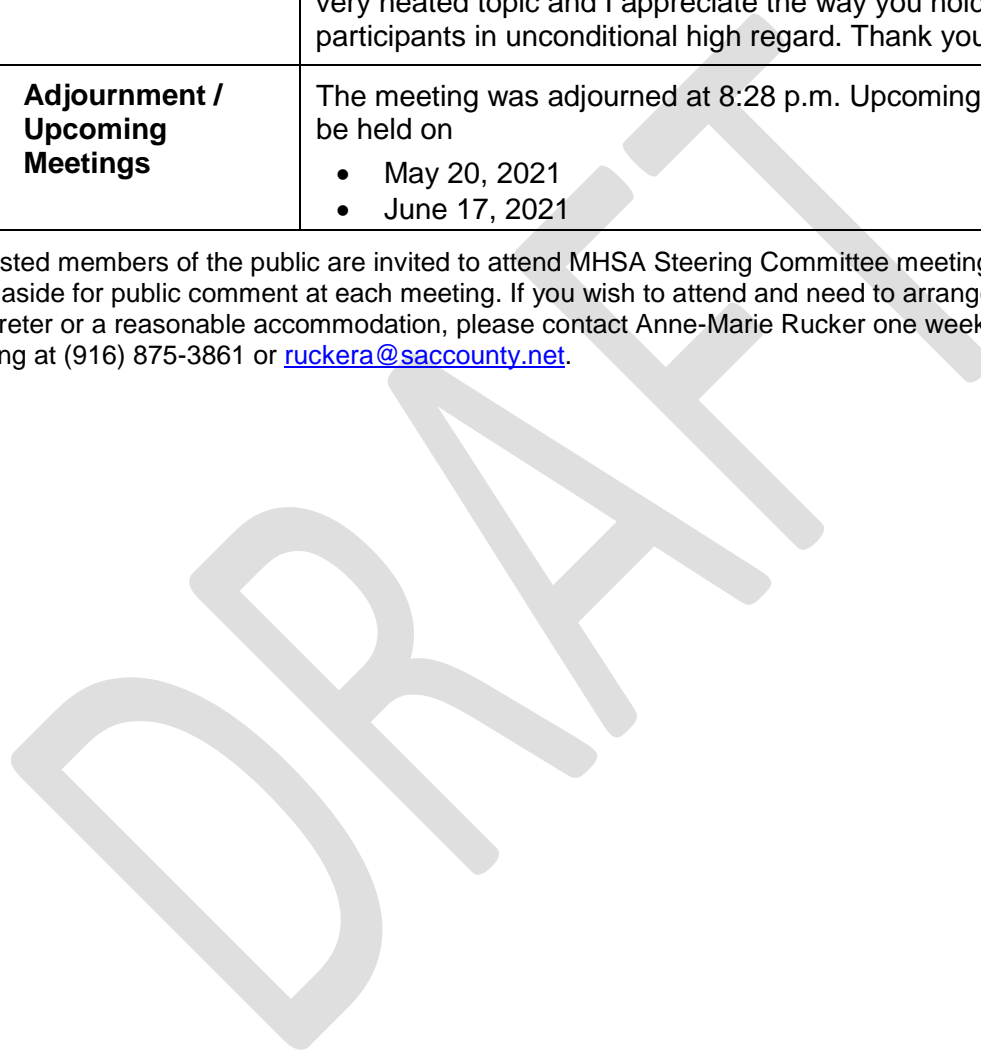 very heated topic and I appreciate the way you hold
participants in unconditional high regard. Thank you
Adjournment /
Upcoming
Meetings
The meeting was adjourned at 8:28 p.m. Upcoming
be held on
• May 20, 2021
• June 17, 2021
sted members of the public are invited to attend MHSA Steering Committee meeting
aside for public comment at each meeting. If you wish to attend and need to arrang
reter or a reasonable accommodation, please contact Anne-Marie Rucker one week
ng at (916) 875-3861 or ruckera@saccounty.net.
DRAFT